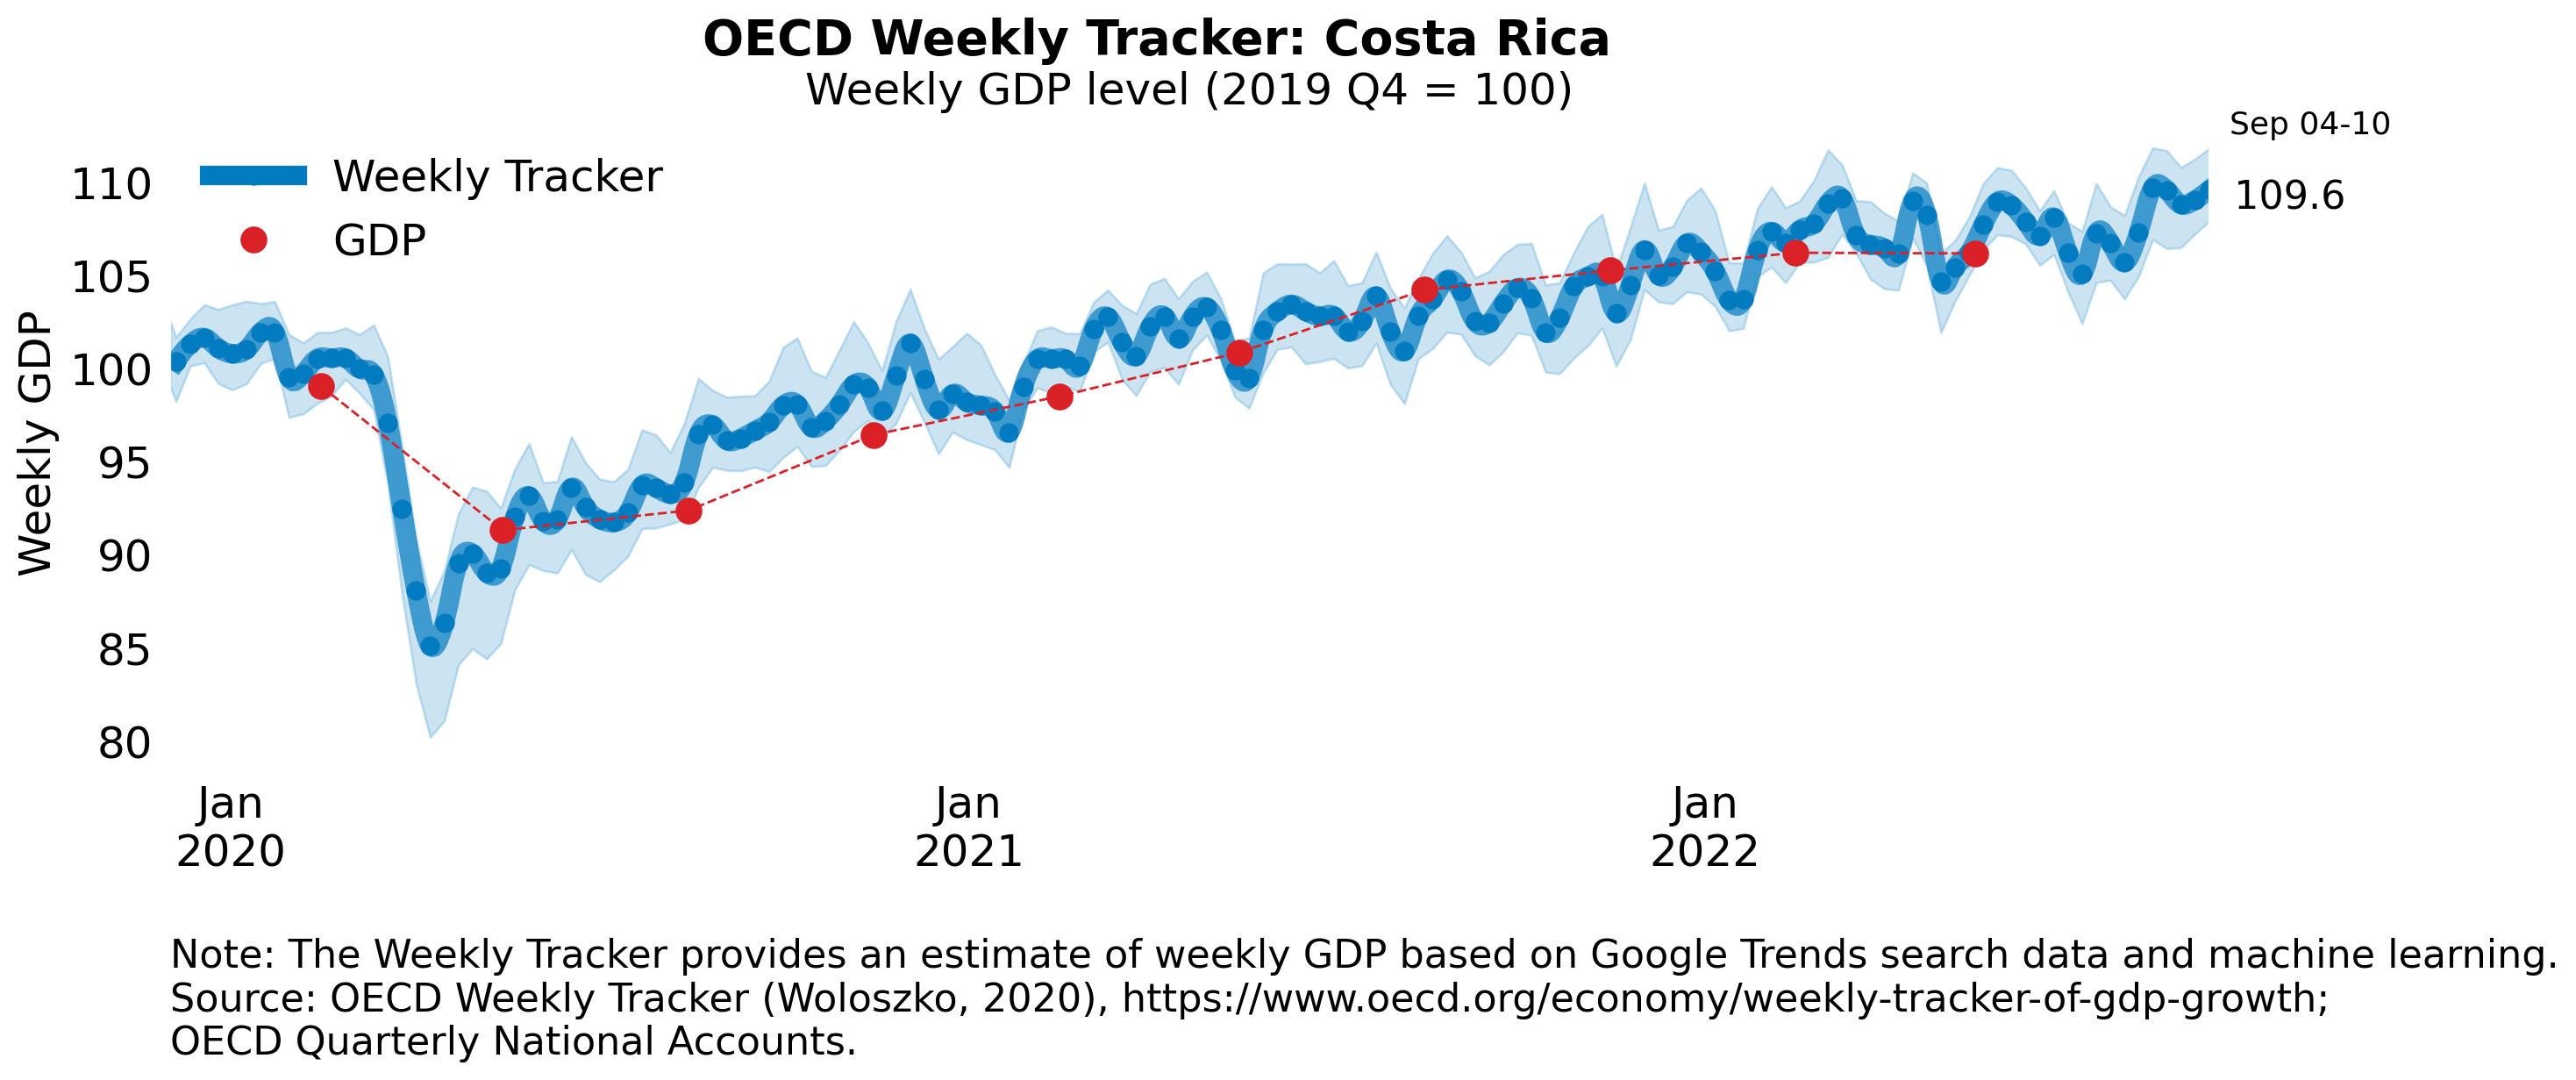 OECD Weekly Tracker: Costa Rica
Weekly GDP level (2019 Q4 = 100)
Sep 04-10
109.6
Weekly Tracker
GDP
Weekly GDP
110
105
100
95
90
85
80
Jan
2020
Jan
2021
Jan
2022
Note: The Weekly Tracker provides an estimate of weekly GDP based on Google Trends search data and machine learning.
Source: OECD Weekly Tracker (Woloszko, 2020), https://www.oecd.org/economy/weekly-tracker-of-gdp-growth;
OECD Quarterly National Accounts.